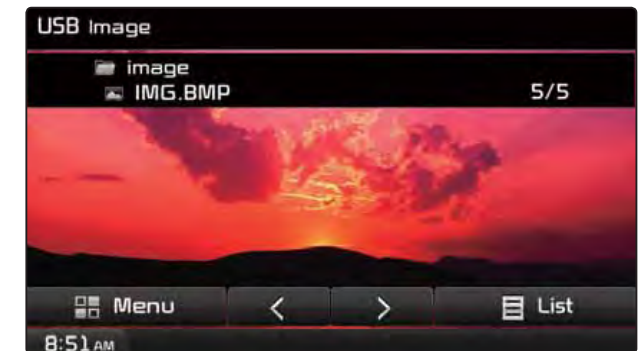 USB Image
image
IMG.BMP 5/5
Menu < > List
8:51 AM